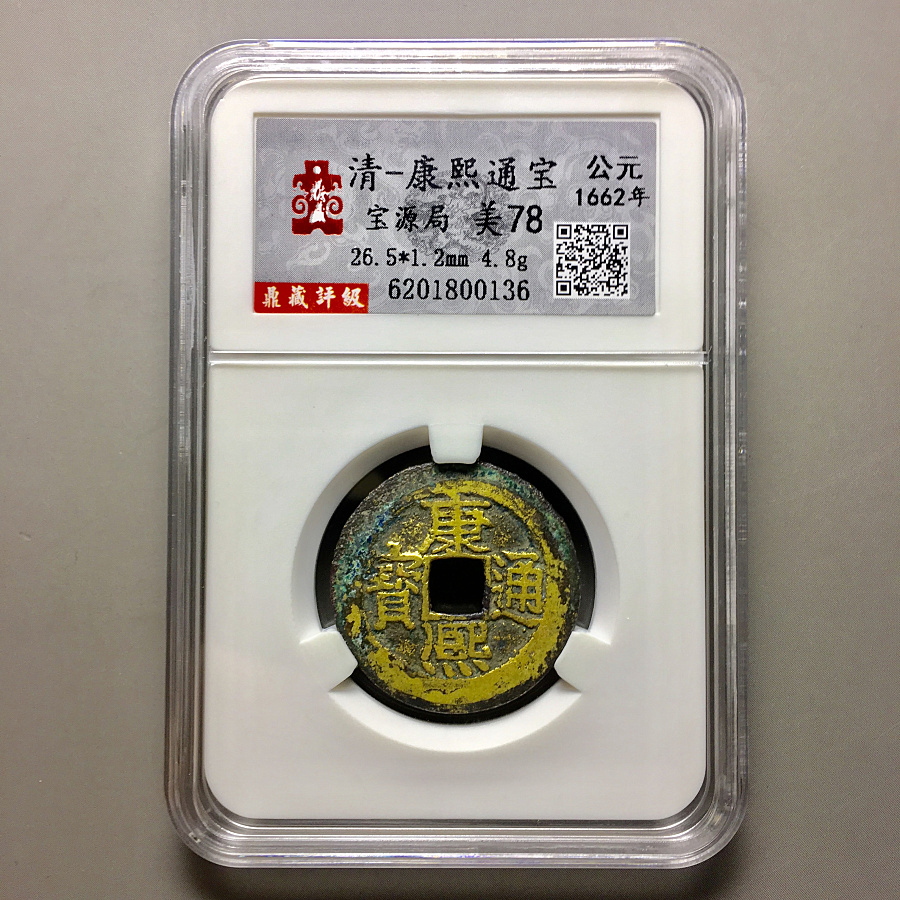 清-康熙通宝
公元
1662年
宝源局 美78
26.5*1.2mm 4.8g
鼎藏評級
6201800136
康熙通寳